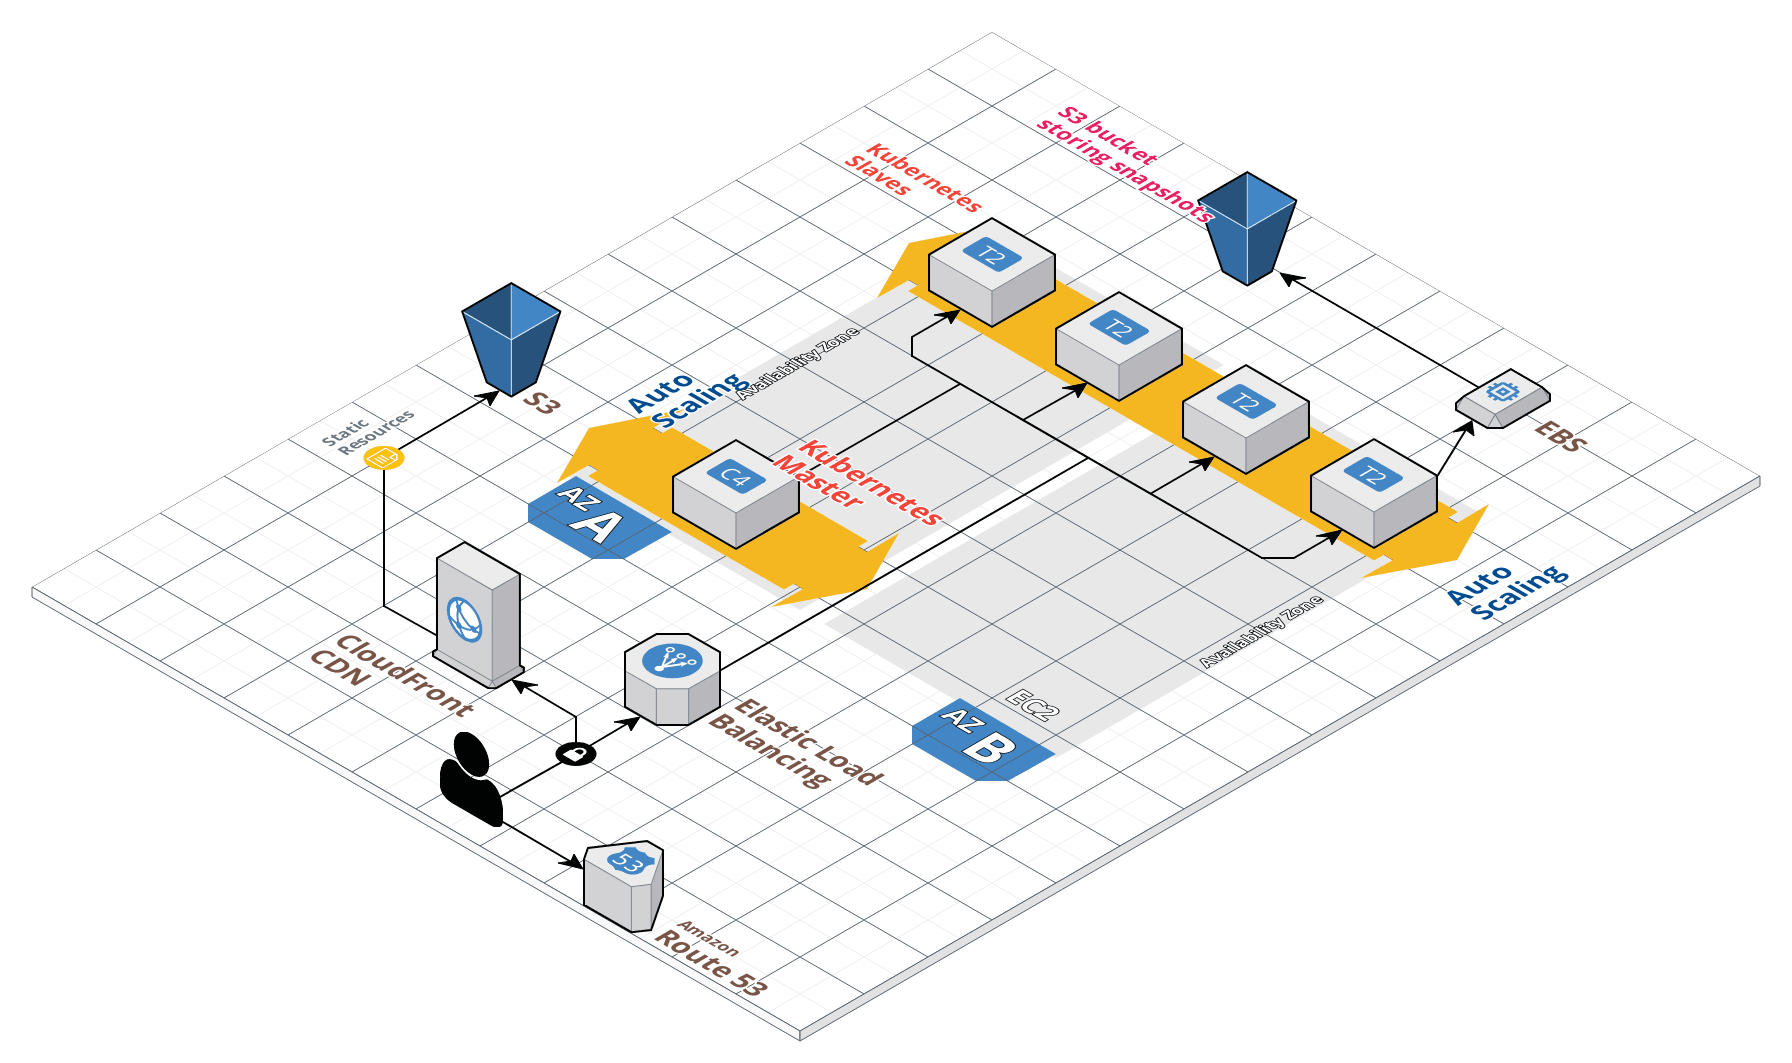 S3 bucket
storing snapshots
Kubernetes
Slaves
T2
T2
T2
T2
Availability Zone
Auto
Scaling
S3
Static
Resources
C4
Kubernetes
Master
EBS
AZ
A
Auto
Scaling
Availability Zone
CloudFront
CDN
Elastic Load
Balancing
EC2
AZ
B
53
Amazon
Route 53